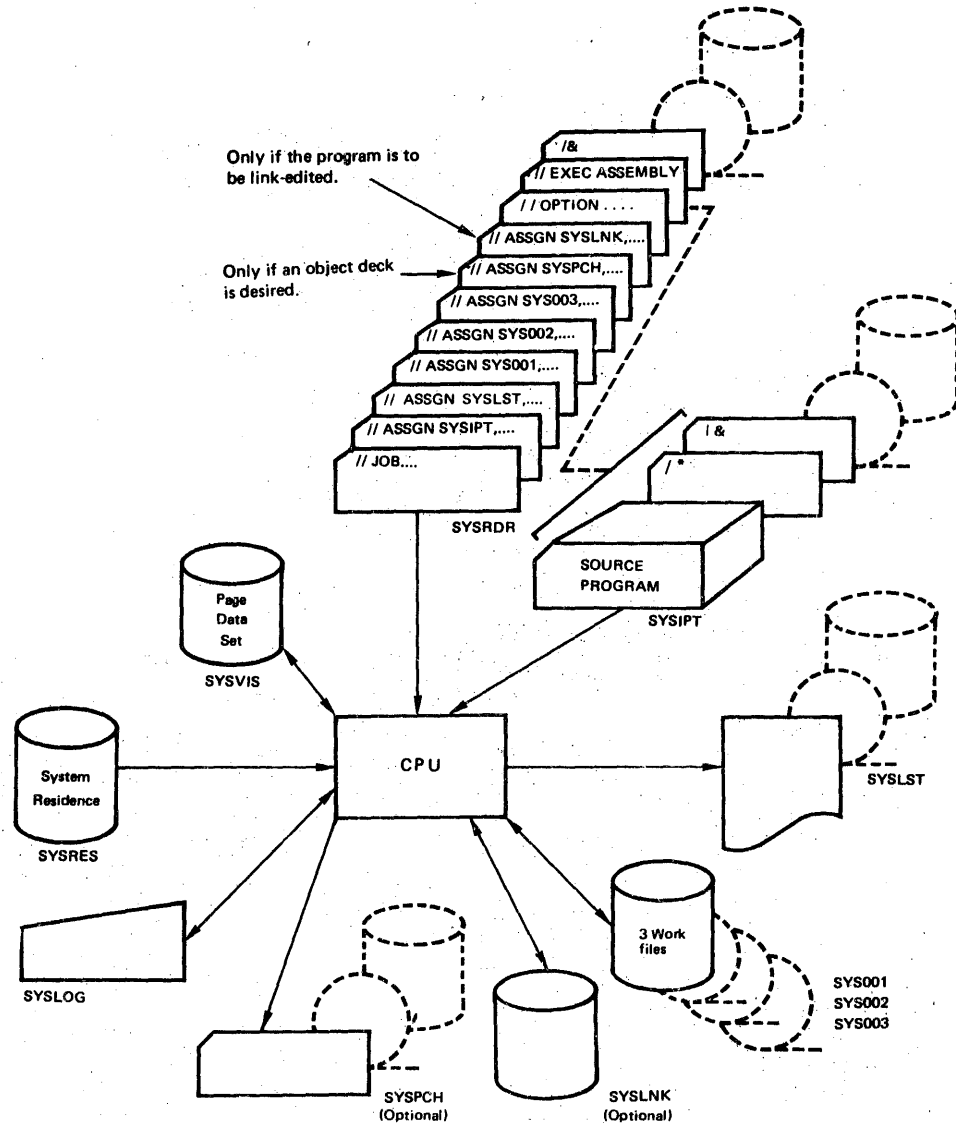 Only if the program is to
be link-edited.
Only if an object deck
is desired.
/&
// EXEC ASSEMBLY
// OPTION . . . .
// ASSGN SYSLNK,....
// ASSGN SYSPCH,....
// ASSGN SYS003,....
// ASSGN SYS002,....
// ASSGN SYS001,....
// ASSGN SYSLST,....
// ASSGN SYSIPT,....
// JOB....
SYSRDR
/ &
/ *
SOURCE
PROGRAM
SYSIPT
Page
Data
Set
SYSVIS
CPU
System
Residence
SYSRES
SYSLST
SYSLOG
3 Work
files
SYS001
SYS002
SYS003
SYSPCH
(Optional)
SYSLNK
(Optional)